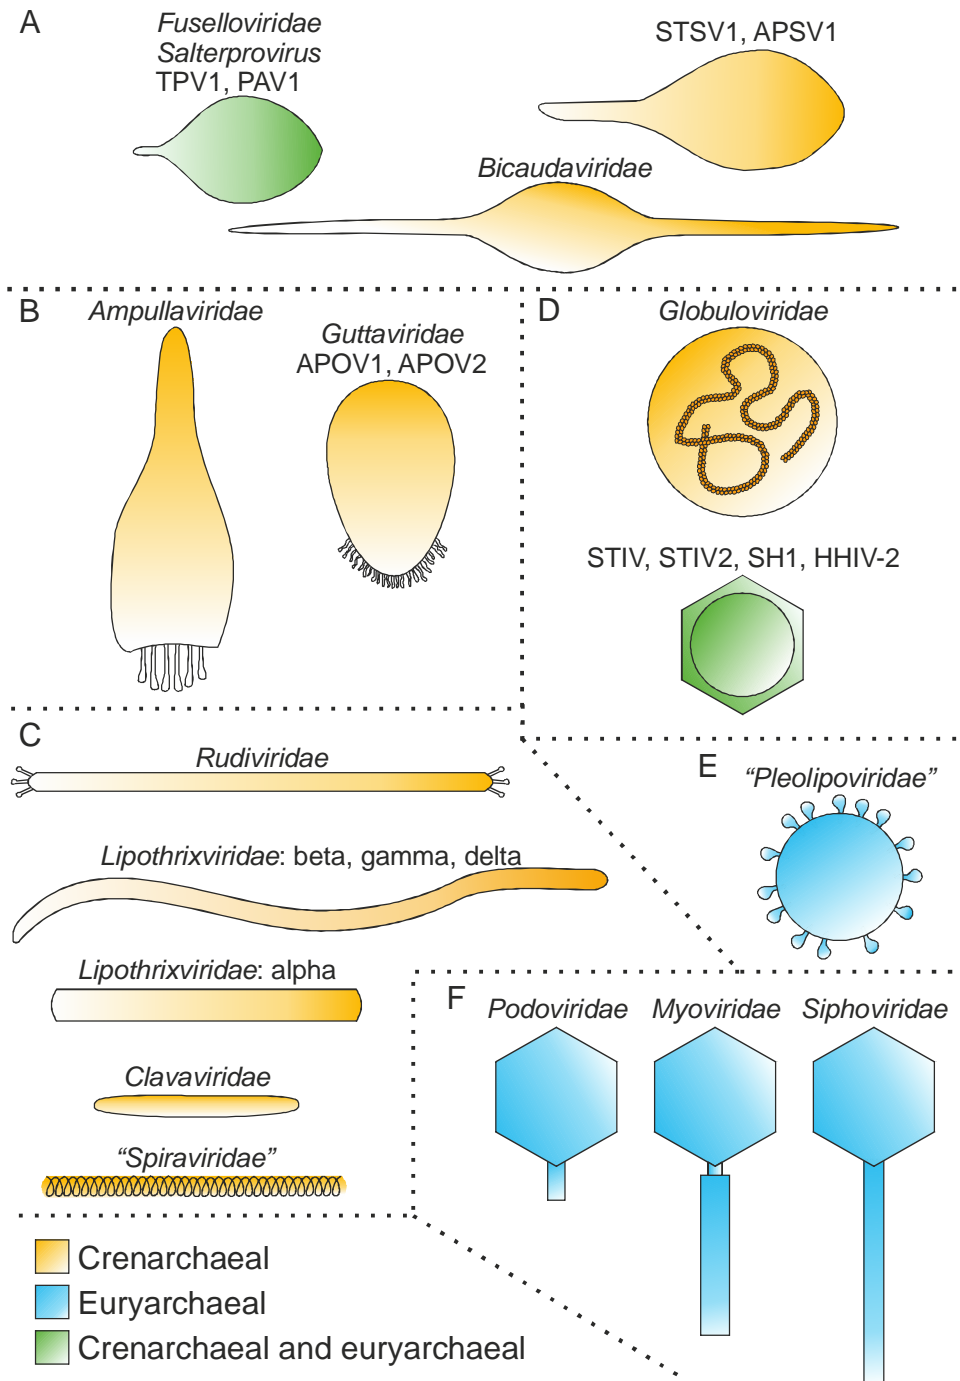 A
Fuselloviridae
Salterprovirus
TPV1, PAV1
STSV1, APSV1
Bicaudaviridae
B
Ampullaviridae
Guttaviridae
APOV1, APOV2
D
Globuloviridae
STIV, STIV2, SH1, HHIV-2
C
Rudiviridae
Lipothrixviridae: beta, gamma, delta
Lipothrixviridae: alpha
Clavaviridae
“Spiraviridae”
E
“Pleolipoviridae”
F
Podoviridae
Myoviridae
Siphoviridae
Crenarchaeal
Euryarchaeal
Crenarchaeal and euryarchaeal